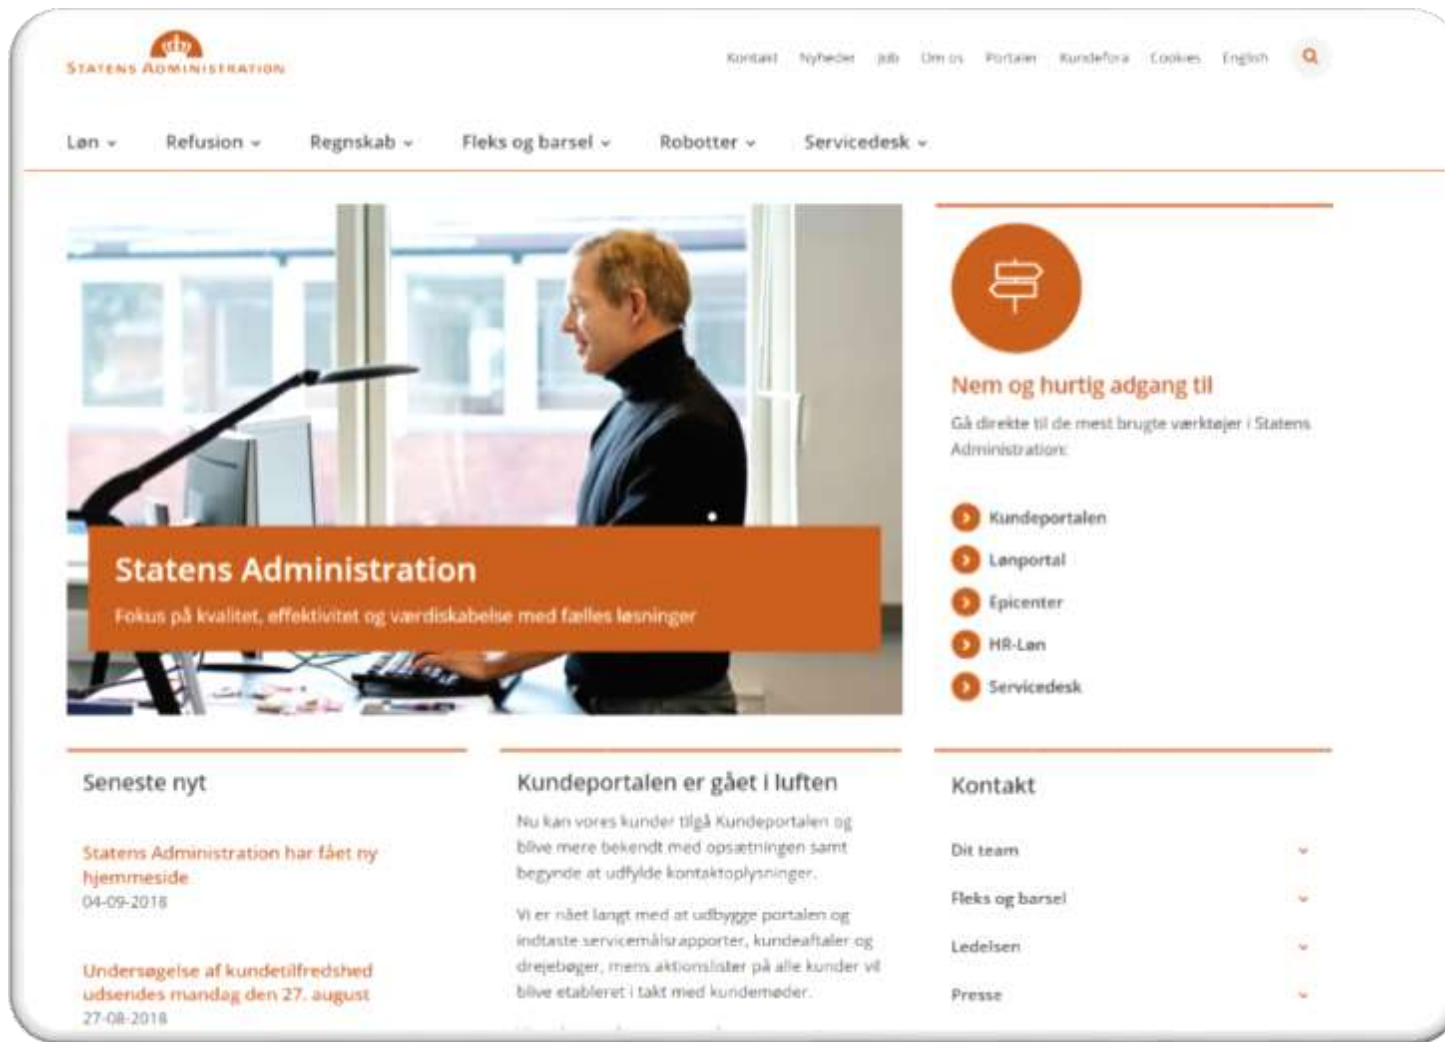 STATENS ADMINISTRATION
Kontakt Nyheder Job Om os Portaler Kundefora Cookies English
Løn Refusion Regnskab Fleks og barsel Robotter Servicedesk
Statens Administration
Fokus på kvalitet, effektivitet og værdiskabelse med fælles løsninger
Nem og hurtig adgang til
Gå direkte til de mest brugte værktøjer i Statens
Administration:
Kundeportalen
Lønportal
Epicenter
HR-Løn
Servicedesk
Seneste nyt
Statens Administration har fået ny
hjemmeside
04-09-2018
Undersøgelse af kundetilfredshed
udsendes mandag den 27. august
27-08-2018
Kundeportalen er gået i luften
Nu kan vores kunder tilgå Kundeportalen og
blive mere bekendt med opsætningen samt
begynde at udfylde kontaktoplysninger.
Vi er nået langt med at udbygge portalen og
indtaste servicemålsrapporter, kundeaftaler og
drejebøger, mens aktionslister på alle kunder vil
blive etableret i takt med kundemøder.
Kontakt
Dit team
Fleks og barsel
Ledelsen
Presse